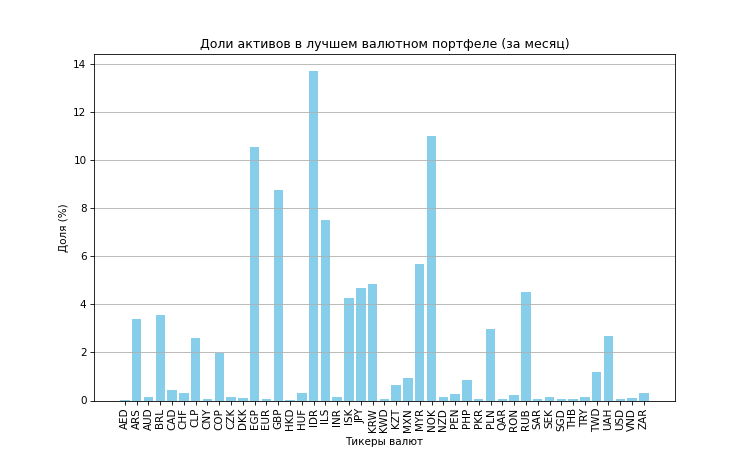 Доли активов в лучшем валютном портфеле (за месяц)
14
12
10
8
6
4
2
0
Доля (%)
AED ARS AUD BRL CAD CHF CLP CNY COP CZK DKK EGP EUR GBP HKD HUF IDR ILS INR ISK JPY KRW KWD KZT MXN MYR NOK NZD PEN PHP PKR PLN QAR RON RUB SAR SEK SGD THB TRY TWD UAH USD VND ZAR
Тикеры валют